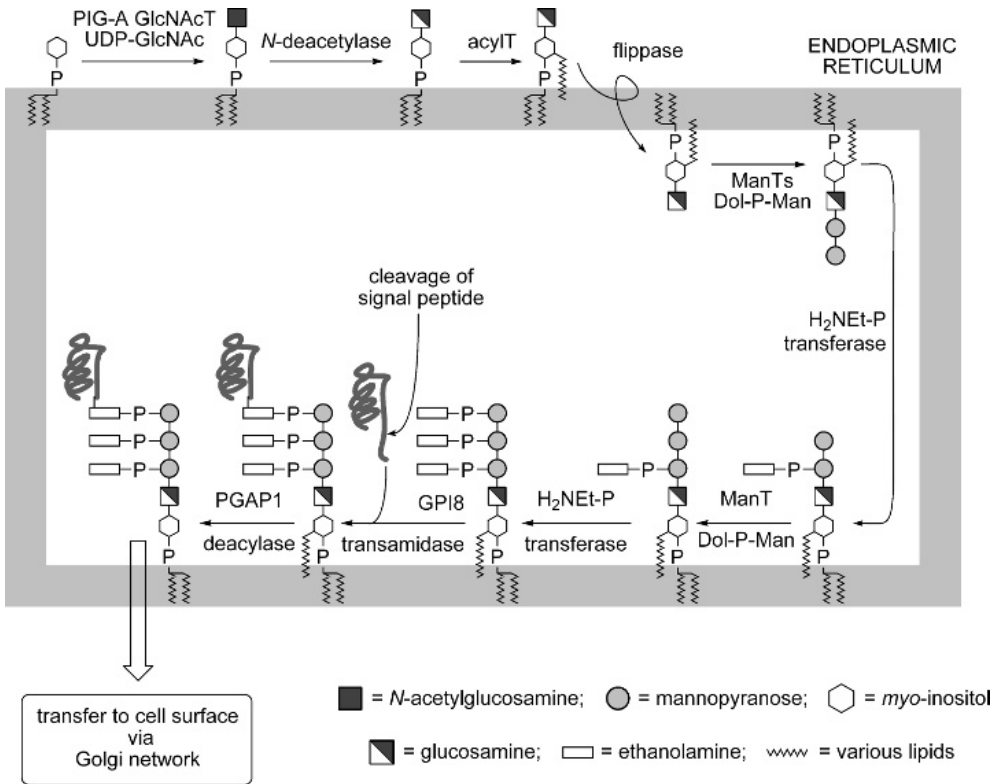 PIG-A GlcNAcT
UDP-GlcNAc
N-deacetylase
acylT
flippase
ENDOPLASMIC
RETICULUM
P
P
P
P
P
P
ManTs
Dol-P-Man
cleavage of
signal peptide
H₂NEt-P
transferase
P
P
P
P
P
P
P
P
P
P
P
PGAP1
GPI8
H₂NEt-P
ManT
deacylase
transamidase
transferase
Dol-P-Man
P
P
P
P
P
transfer to cell surface
via
Golgi network
= N-acetylglucosamine;
= mannopyranose;
= myo-inositol
= glucosamine;
= ethanolamine;
= various lipids